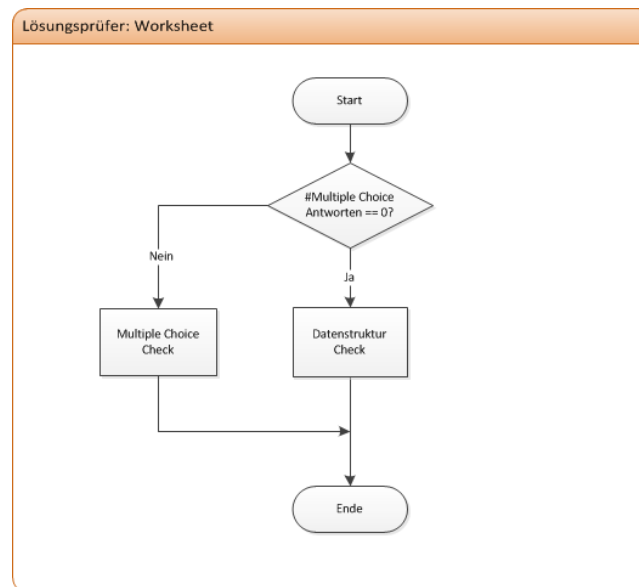 Lösungsprüfer: Worksheet
Start
#Multiple Choice
Antworten == 0?
Nein
Ja
Multiple Choice
Check
Datenstruktur
Check
Ende